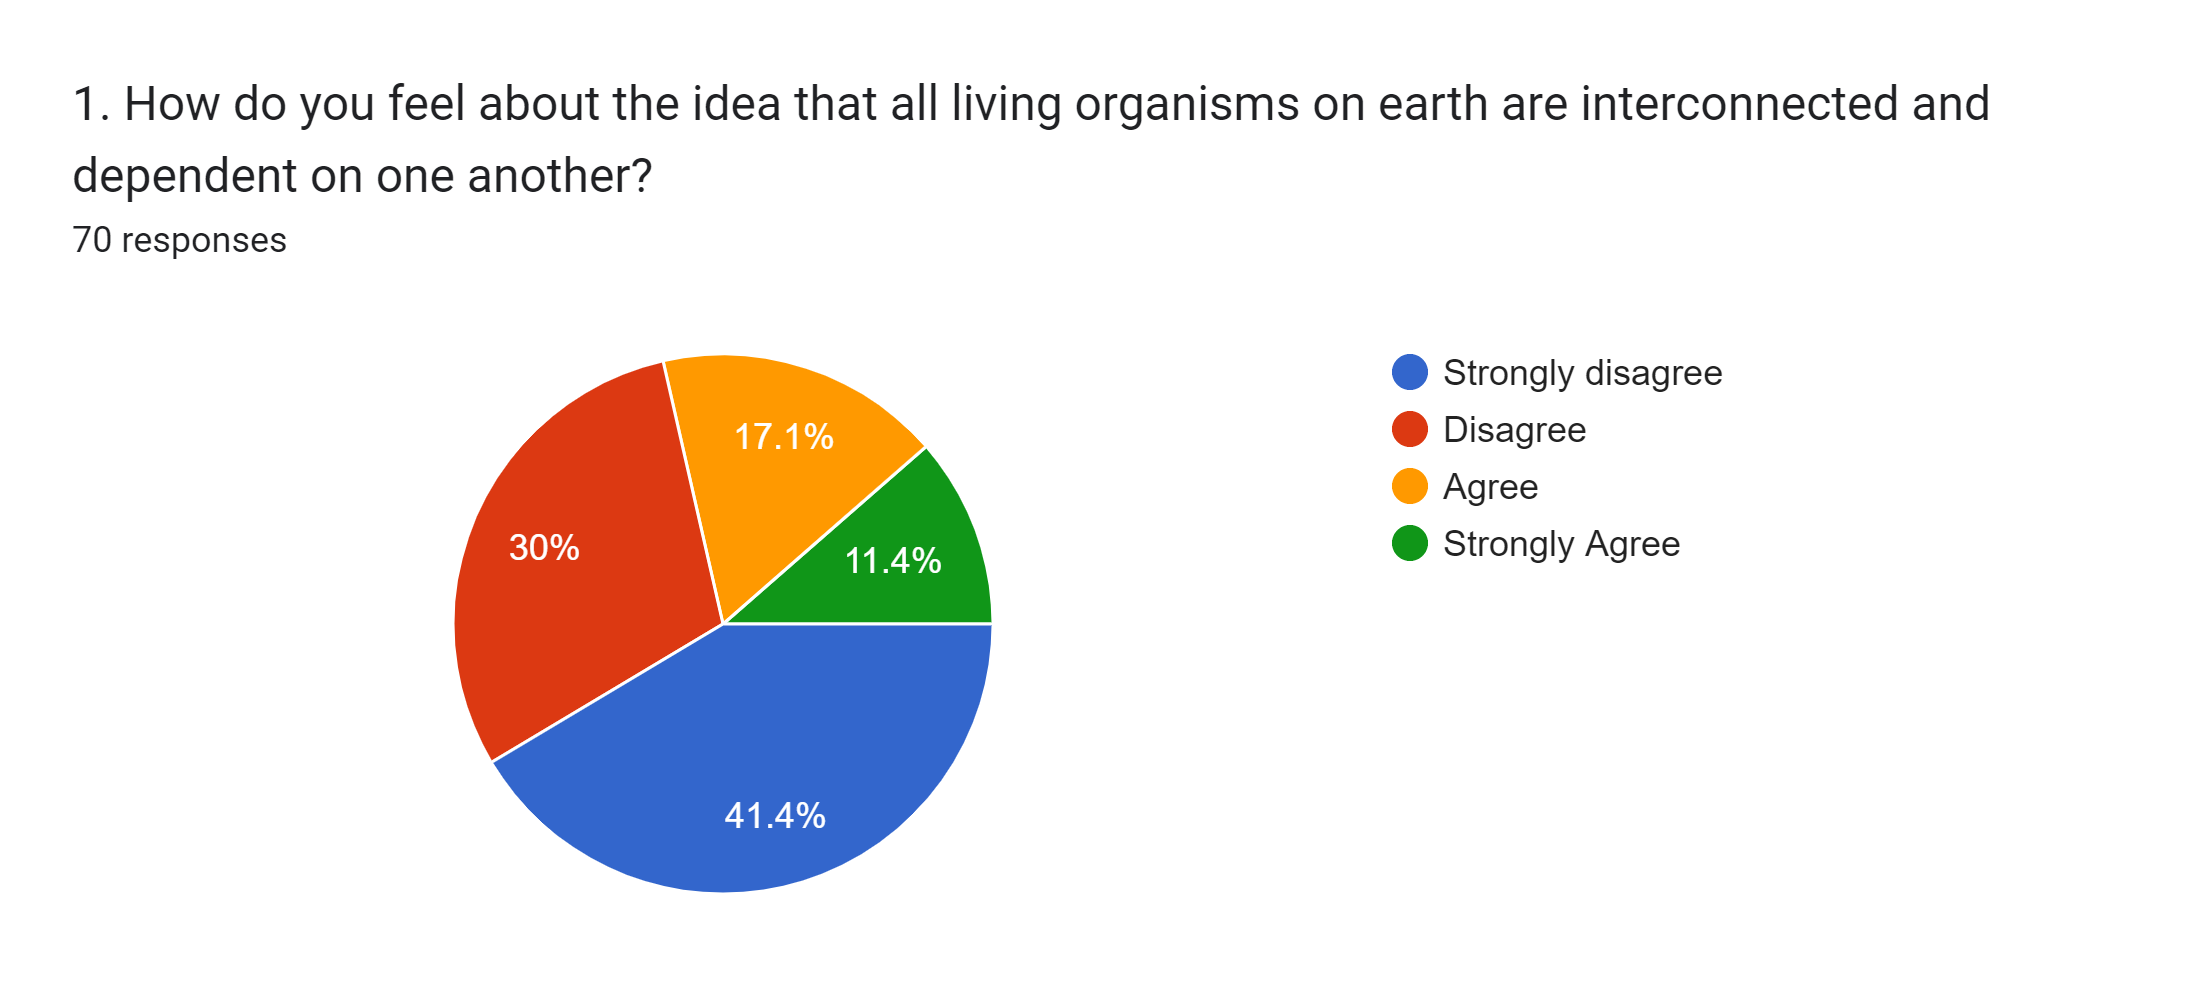 1. How do you feel about the idea that all living organisms on earth are interconnected and
dependent on one another?
70 responses
Strongly disagree
Disagree
Agree
Strongly Agree
17.1%
30%
11.4%
41.4%